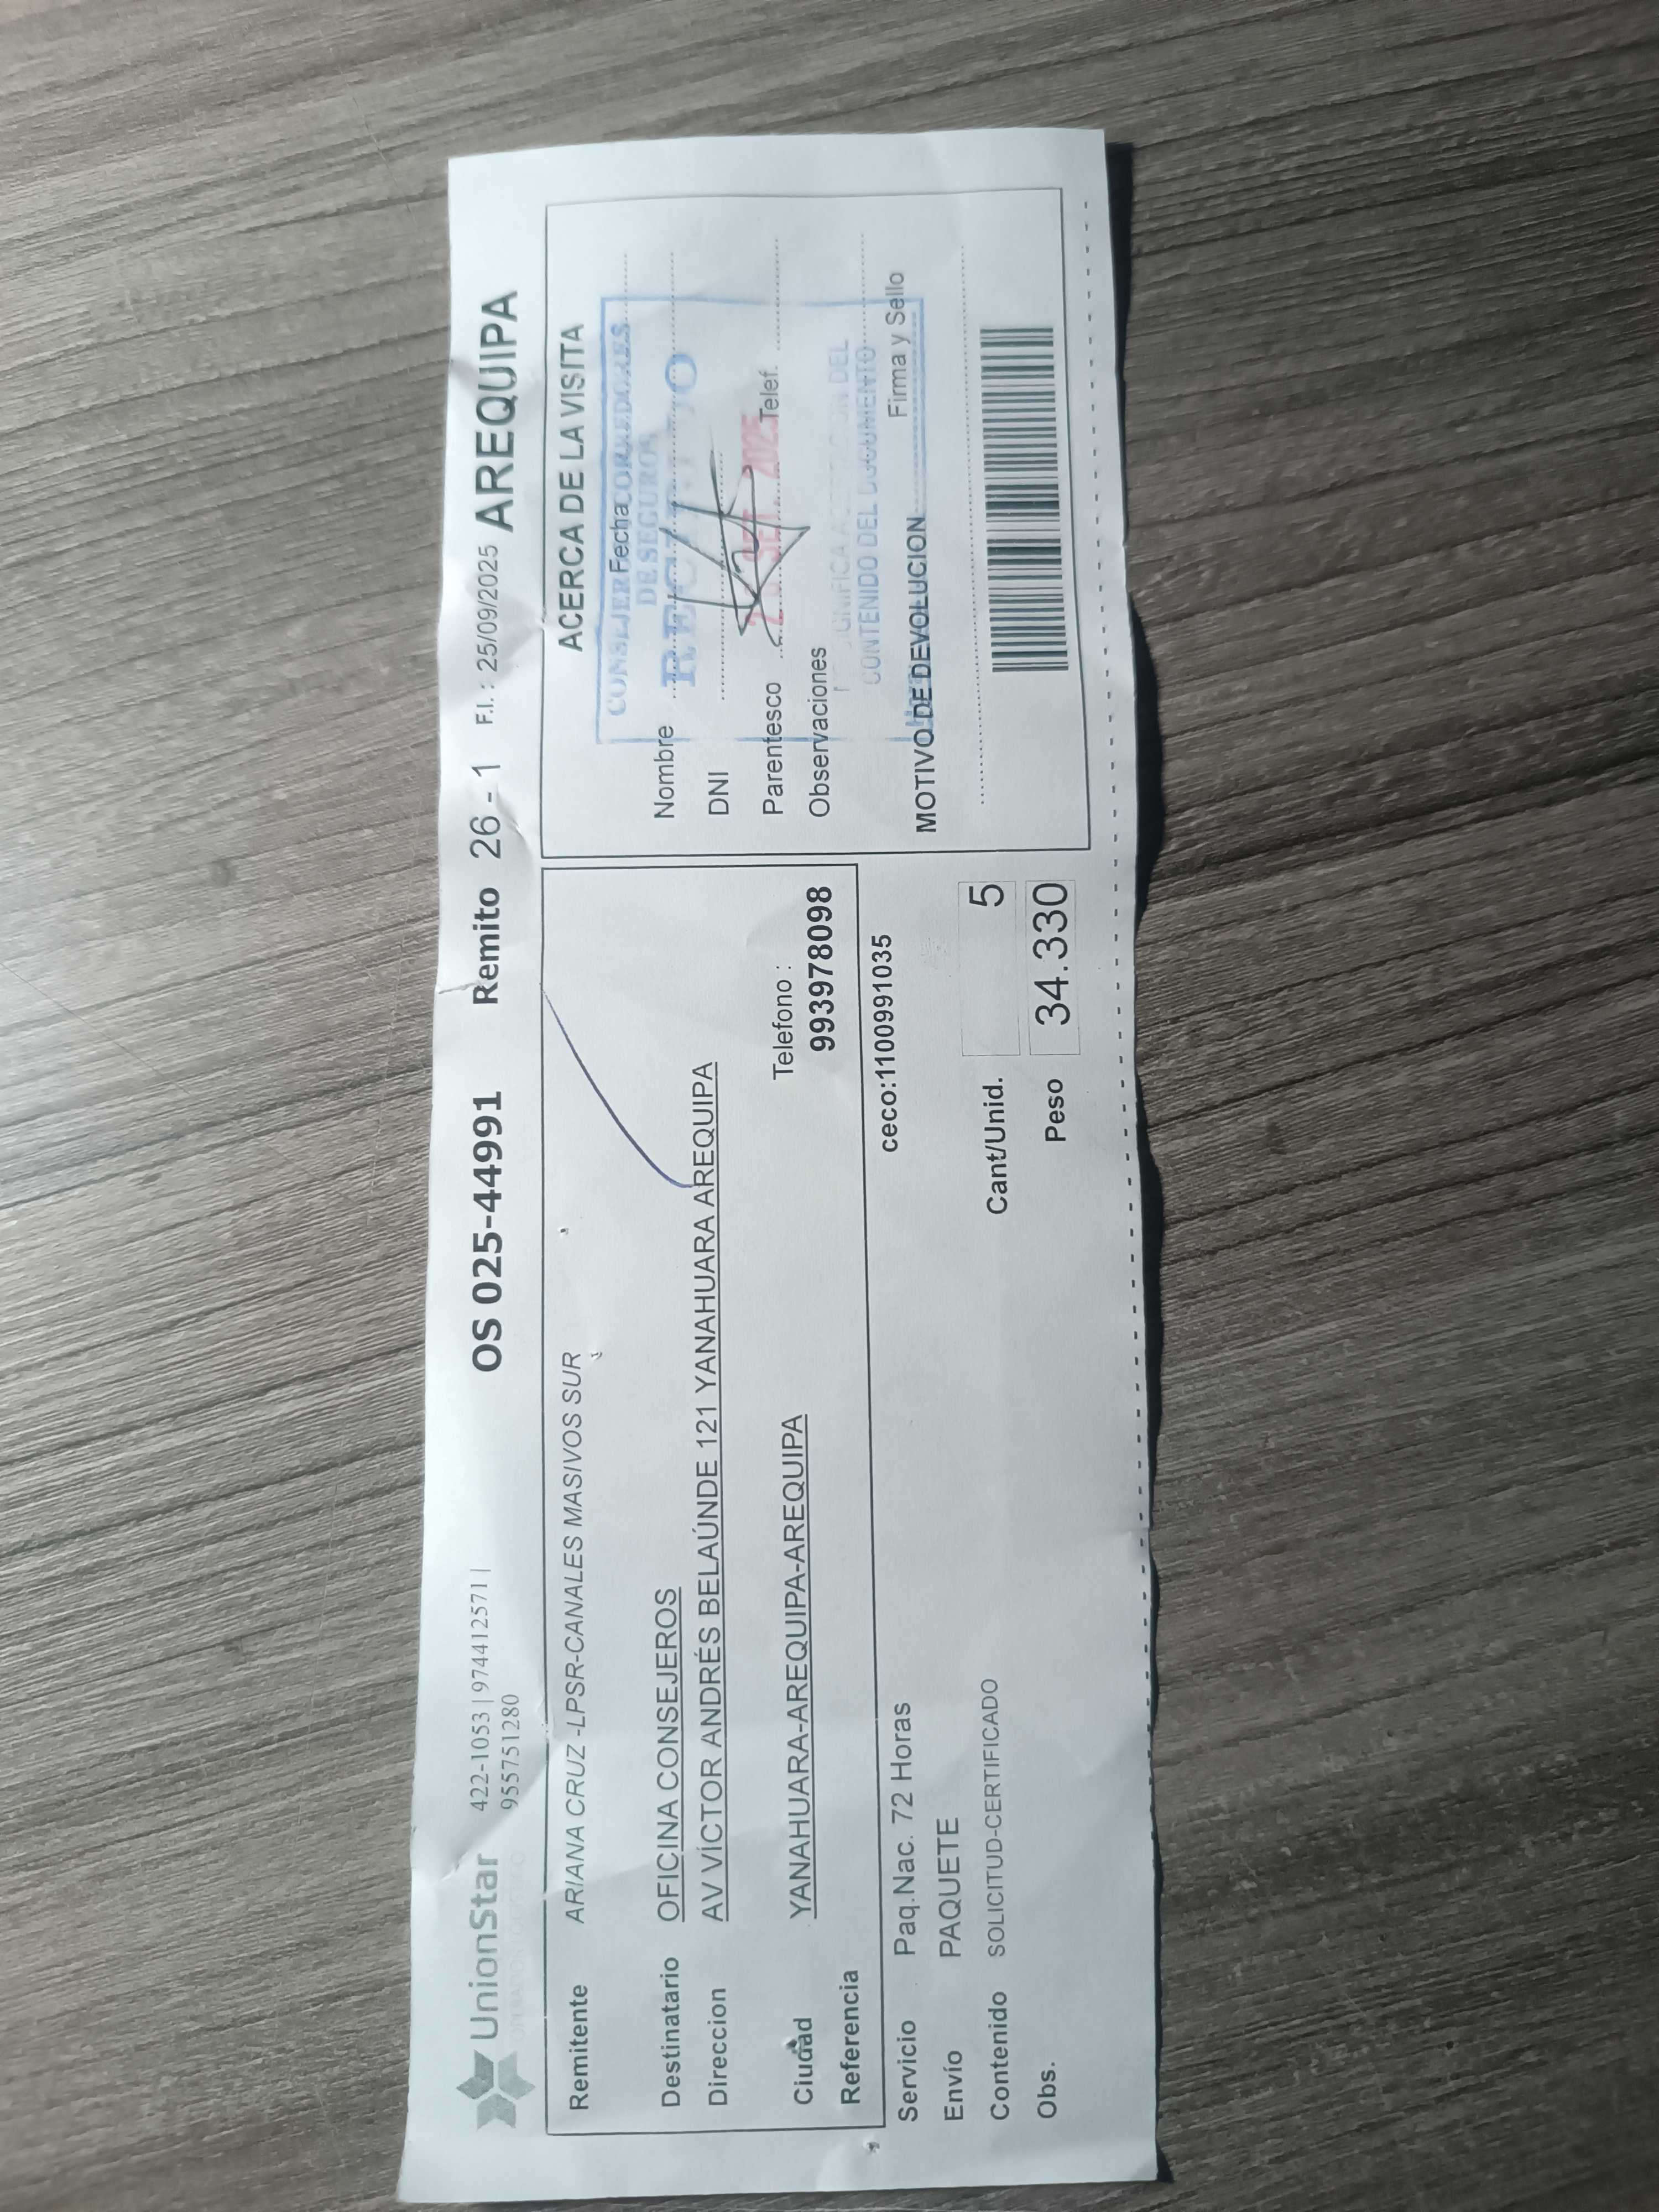 UnionStar
422-1053 | 974412571 |
955751280
OS 025-44991 Remito 26 - 1 F.I. : 25/09/2025 AREQUIPA
Remitente ARIANA CRUZ -LPSR-CANALES MASIVOS SUR
Destinatario OFICINA CONSEJEROS
Direccion AV VÍCTOR ANDRÉS BELAÚNDE 121 YANAHUARA AREQUIPA
Telefono :
Ciudad YANAHUARA-AREQUIPA-AREQUIPA 993978098
Referencia
ceco:1100991035
Servicio Paq.Nac. 72 Horas
Envío PAQUETE
Contenido SOLICITUD-CERTIFICADO Cant/Unid. 5
Obs. Peso 34.330
ACERCA DE LA VISITA
Fecha
Nombre
DNI
Parentesco Telef.
Observaciones
Firma y Sello
MOTIVO DE DEVOLUCION
CORREDORES
DE SEGUROS
SET. 2025
DEL
CONTENIDO DEL DOCUMENTO